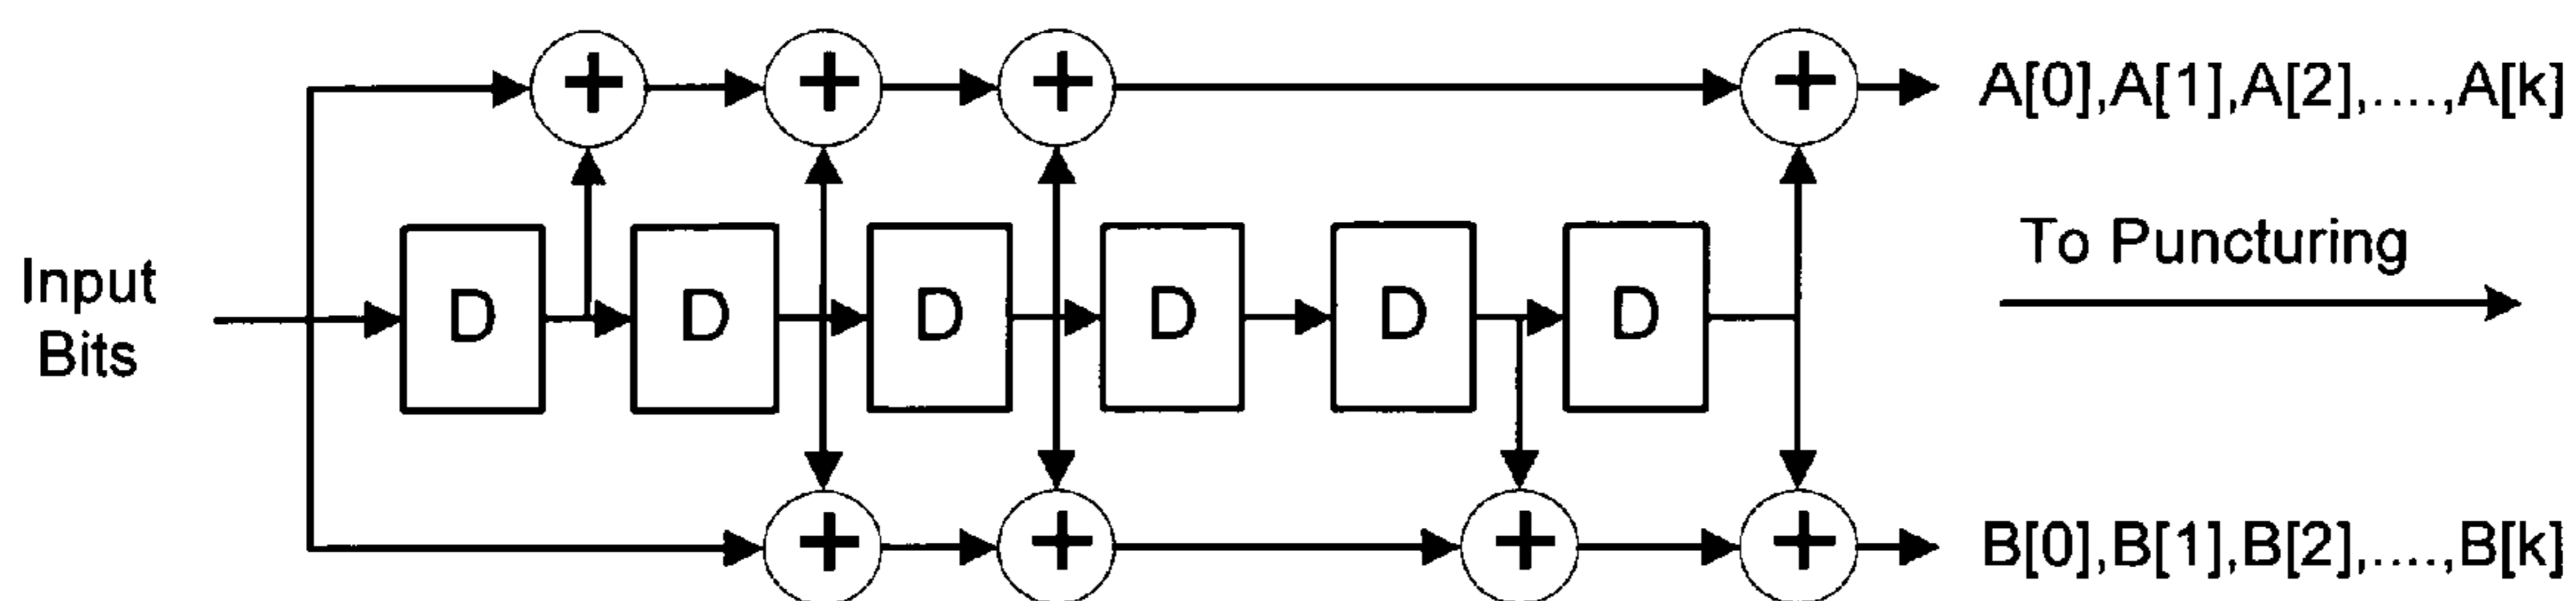 + + + +
A[0],A[1],A[2],....,A[k]
To Puncturing
Input
Bits
D D D D D D
+ + + +
B[0],B[1],B[2],....,B[k]